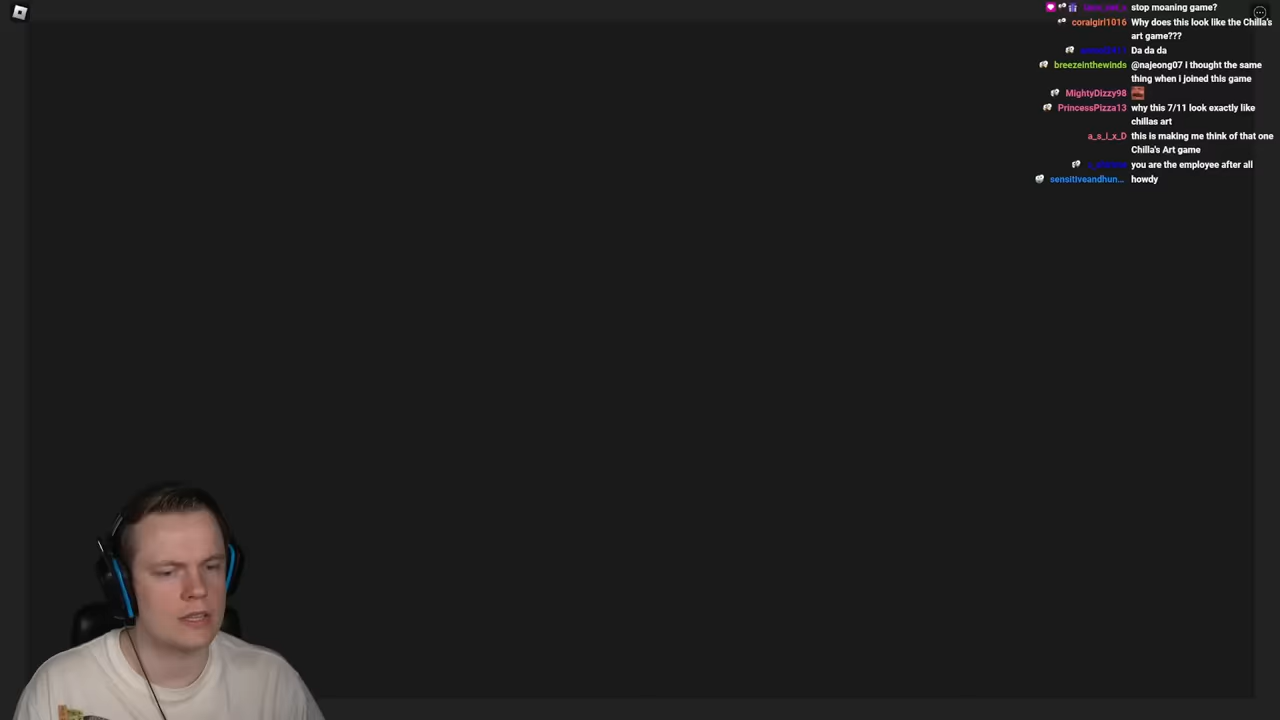 stop moaning game?
coralgirl1016 Why does this look like the Chilla's
art game???
Da da da
breezeinthewinds @najeong07 i thought the same
thing when i joined this game
MightyDizzy98
PrincessPizza13 why this 7/11 look exactly like
chillas art
a_s_i_x_D this is making me think of that one
Chilla's Art game
you are the employee after all
sensitiveandhun... howdy